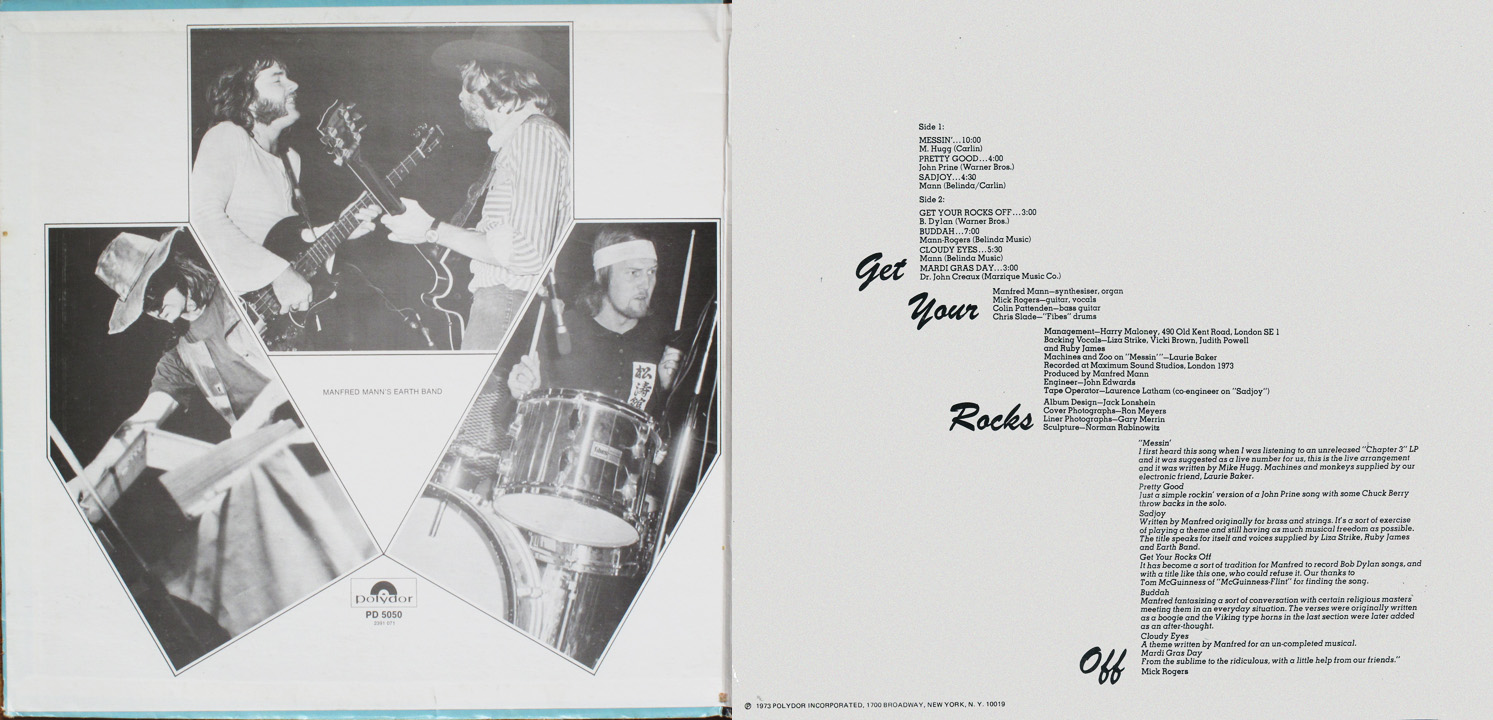 松
濤
館
MANFRED MANN'S EARTH BAND
polydor
PD 5050
2391 071
Side 1:
MESSIN'...10:00
M. Hugg (Carlin)
PRETTY GOOD...4:00
John Prine (Warner Bros.)
SADJOY...4:30
Mann (Belinda/Carlin)
Side 2:
GET YOUR ROCKS OFF...3:00
B. Dylan (Warner Bros.)
BUDDAH...7:00
Mann-Rogers (Belinda Music)
CLOUDY EYES...5:30
Mann (Belinda Music)
MARDI GRAS DAY...3:00
Dr. John Creaux (Marzique Music Co.)
Get
Your
Manfred Mann—synthesiser, organ
Mick Rogers—guitar, vocals
Colin Pattenden—bass guitar
Chris Slade—"Fibes" drums
Management—Harry Maloney, 490 Old Kent Road, London SE 1
Backing Vocals—Liza Strike, Vicki Brown, Judith Powell
and Ruby James
Machines and Zoo on "Messin'"—Laurie Baker
Recorded at Maximum Sound Studios, London 1973
Produced by Manfred Mann
Engineer—John Edwards
Tape Operator—Laurence Latham (co-engineer on "Sadjoy")
Rocks
Album Design—Jack Lonshein
Cover Photographs—Ron Meyers
Liner Photographs—Gary Merrin
Sculpture—Norman Rabinowitz
"Messin'
I first heard this song when I was listening to an unreleased "Chapter 3" LP
and it was suggested as a live number for us, this is the live arrangement
and it was written by Mike Hugg. Machines and monkeys supplied by our
electronic friend, Laurie Baker.
Pretty Good
Just a simple rockin' version of a John Prine song with some Chuck Berry
throw backs in the solo.
Sadjoy
Written by Manfred originally for brass and strings. It's a sort of exercise
of playing a theme and still having as much musical freedom as possible.
The title speaks for itself and voices supplied by Liza Strike, Ruby James
and Earth Band.
Get Your Rocks Off
It has become a sort of tradition for Manfred to record Bob Dylan songs, and
with a title like this one, who could refuse it. Our thanks to
Tom McGuinness of "McGuinness-Flint" for finding the song.
Buddah
Manfred fantasizing a sort of conversation with certain religious masters
meeting them in an everyday situation. The verses were originally written
as a boogie and the Viking type horns in the last section were later added
as an after-thought.
Cloudy Eyes
A theme written by Manfred for an un-completed musical.
Mardi Gras Day
From the sublime to the ridiculous, with a little help from our friends."
Mick Rogers
Off
℗ 1973 POLYDOR INCORPORATED, 1700 BROADWAY, NEW YORK, N. Y. 10019